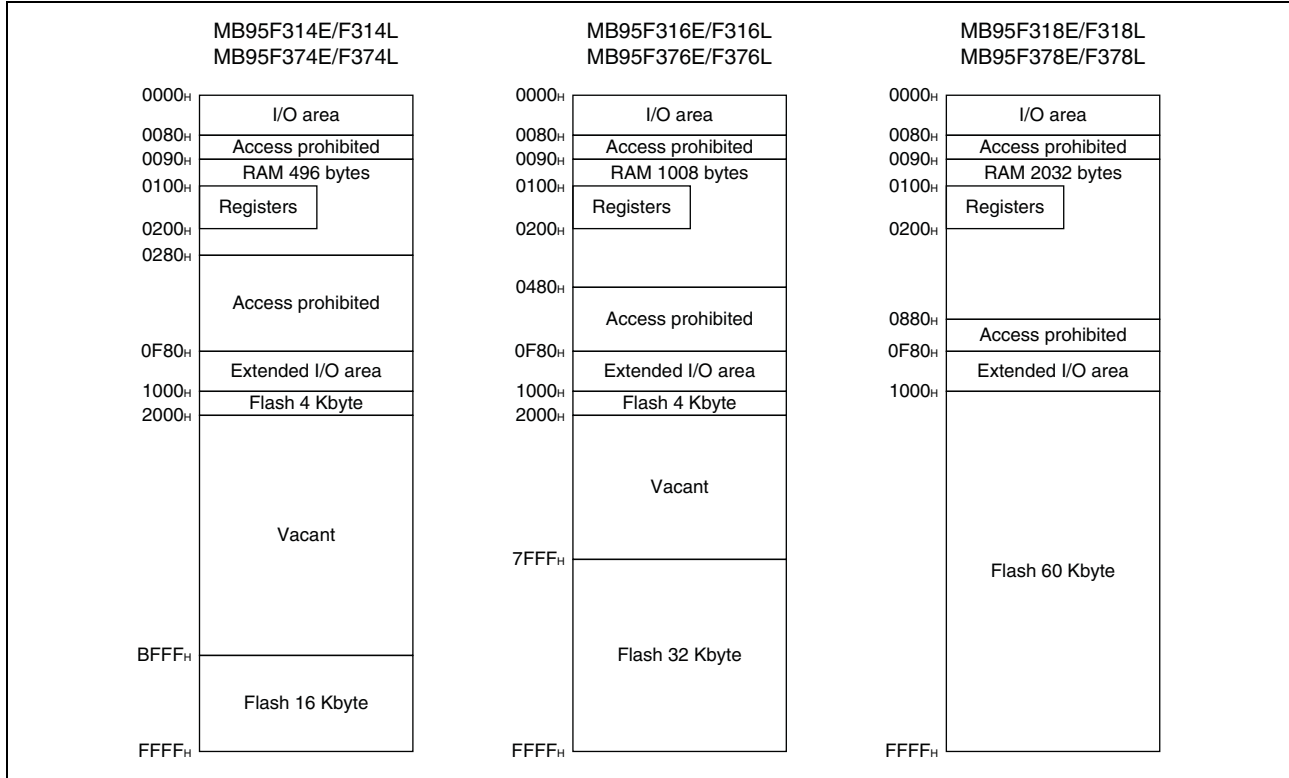 MB95F314E/F314L
MB95F374E/F374L
0000H
I/O area
0080H
Access prohibited
0090H
RAM 496 bytes
0100H
Registers
0200H
0280H
Access prohibited
0F80H
Extended I/O area
1000H
Flash 4 Kbyte
2000H
Vacant
BFFFH
Flash 16 Kbyte
FFFFH
MB95F316E/F316L
MB95F376E/F376L
0000H
I/O area
0080H
Access prohibited
0090H
RAM 1008 bytes
0100H
Registers
0200H
0480H
Access prohibited
0F80H
Extended I/O area
1000H
Flash 4 Kbyte
2000H
Vacant
7FFFH
Flash 32 Kbyte
FFFFH
MB95F318E/F318L
MB95F378E/F378L
0000H
I/O area
0080H
Access prohibited
0090H
RAM 2032 bytes
0100H
Registers
0200H
0880H
Access prohibited
0F80H
Extended I/O area
1000H
Flash 60 Kbyte
FFFFH